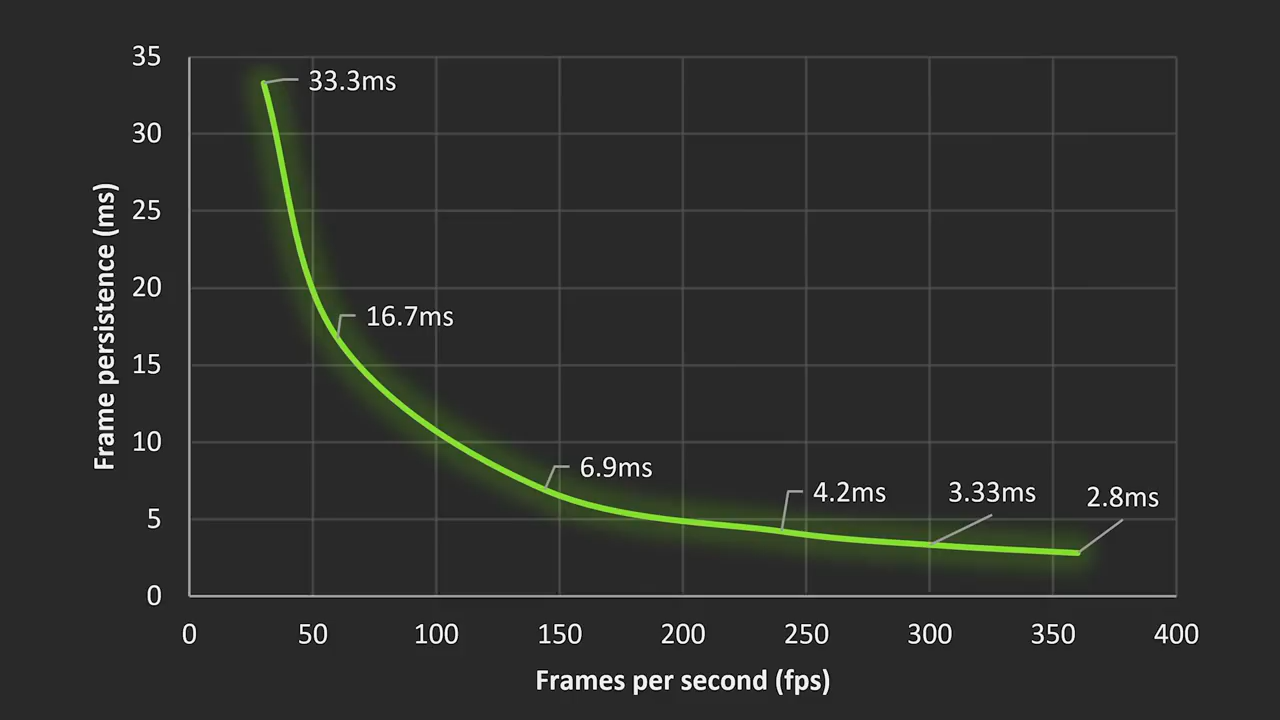 35
33.3ms
30
25
20
16.7ms
15
10
6.9ms
4.2ms
3.33ms
2.8ms
5
0
Frame persistence (ms)
0 50 100 150 200 250 300 350 400
Frames per second (fps)